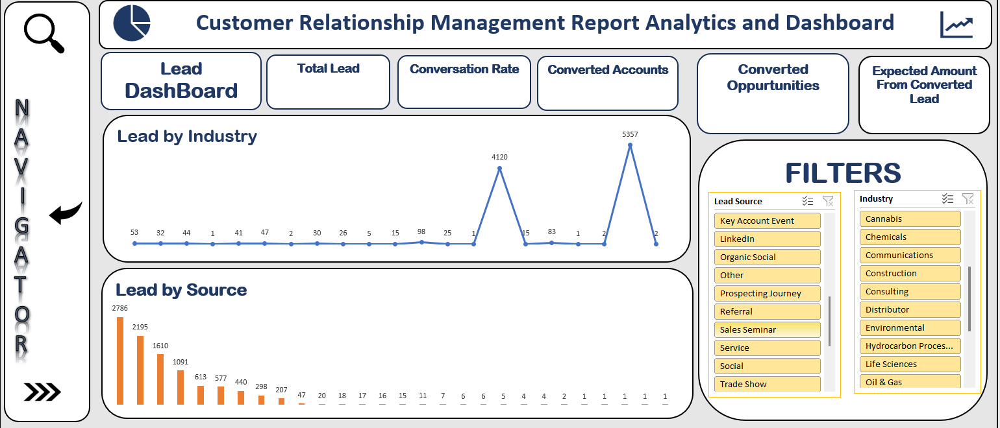 Customer Relationship Management Report Analytics and Dashboard
NAVIGATOR
Lead
DashBoard
Total Lead
Conversation Rate
Converted Accounts
Converted
Oppurtunities
Expected Amount
From Converted
Lead
Lead by Industry
53 32 44 1 41 47 2 30 26 5 15 98 25 1 4120 15 83 1 2 5357 2
Lead by Source
2786 2195 1610 1091 613 577 440 298 207 47 20 18 17 16 15 11 7 6 6 5 4 4 2 1 1 1 1 1
FILTERS
Lead Source
Key Account Event
LinkedIn
Organic Social
Other
Prospecting Journey
Referral
Sales Seminar
Service
Social
Trade Show
Industry
Cannabis
Chemicals
Communications
Construction
Consulting
Distributor
Environmental
Hydrocarbon Proces...
Life Sciences
Oil & Gas